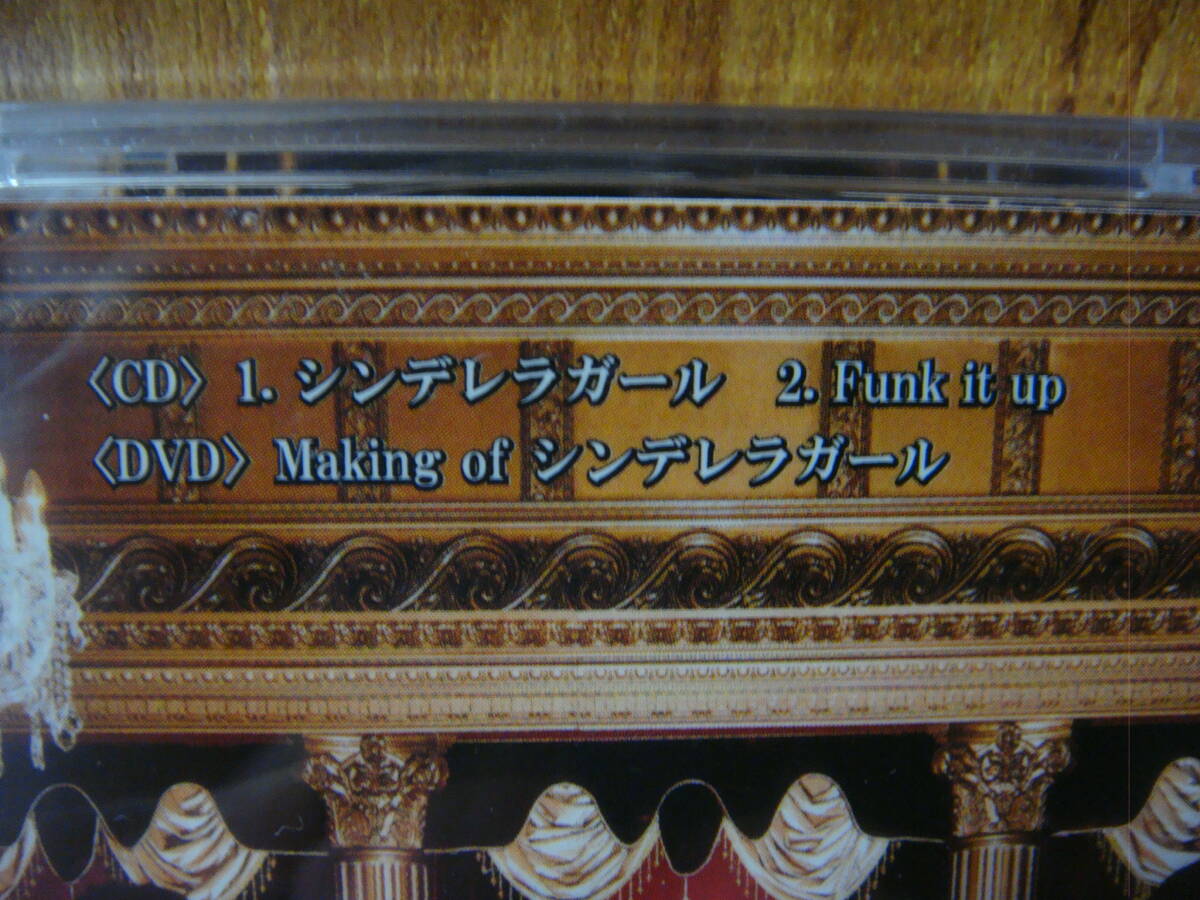 〈CD〉 1. シンデレラガール　2. Funk it up
〈DVD〉 Making of シンデレラガール